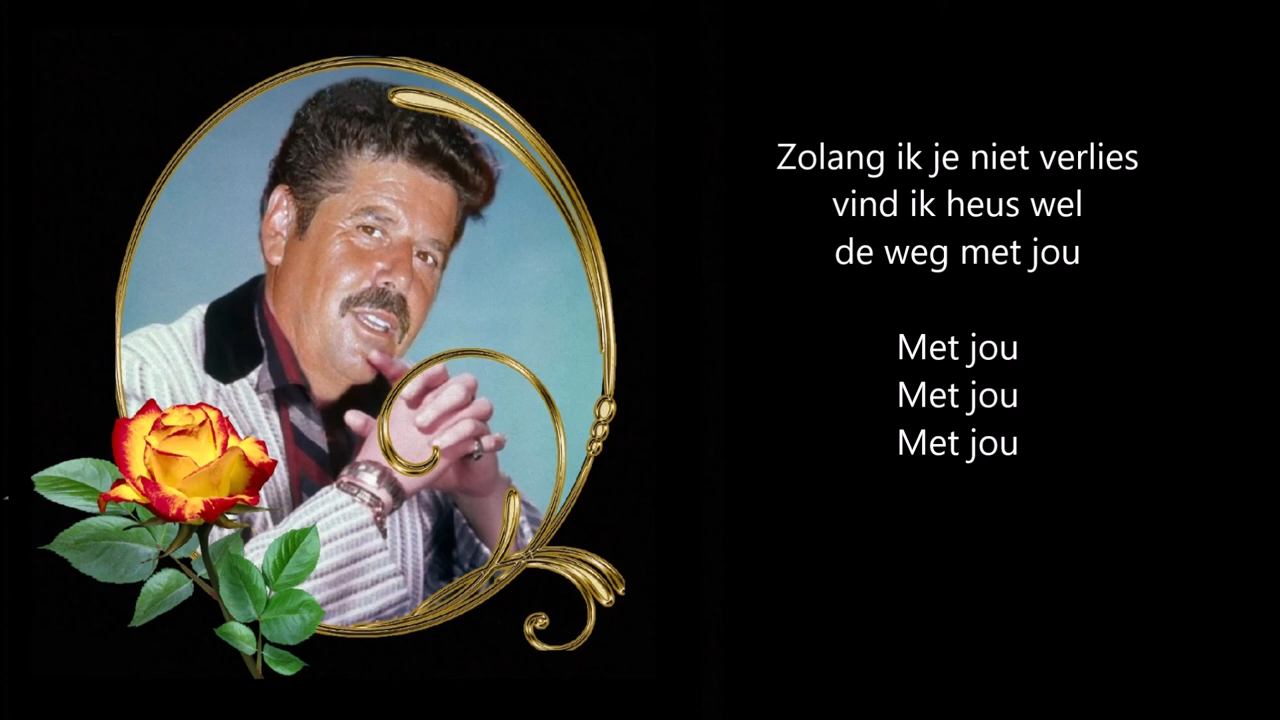 Zolang ik je niet verlies
vind ik heus wel
de weg met jou
Met jou
Met jou
Met jou